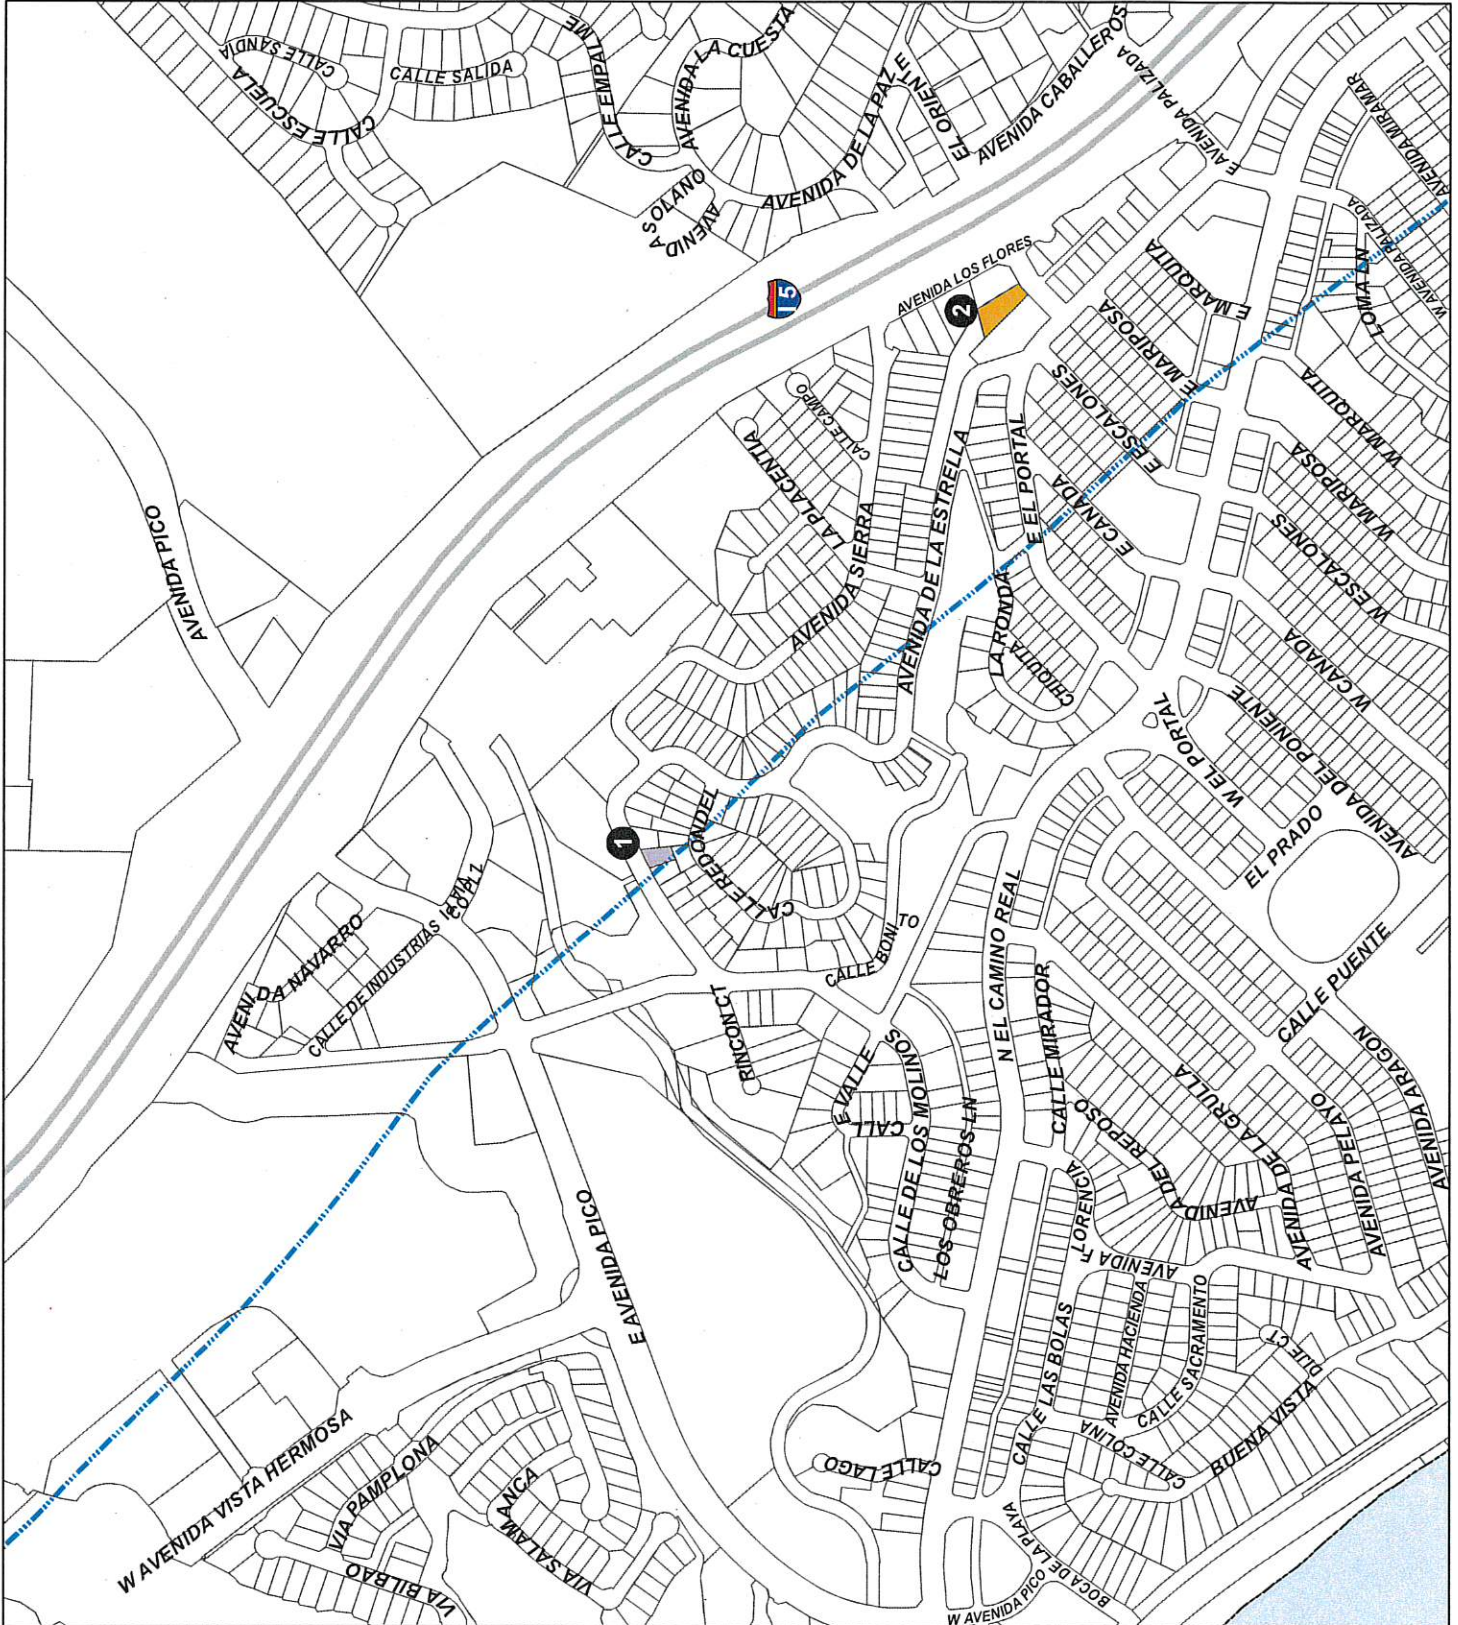 CALLE SANDIA
CALLE ESCUELA
CALLE SALIDA
CALLE EMPALME
AVENIDA LA CUESTA
AVENIDA DE LA PAZ
E EL ORIENTE
AVENIDA CABALLEROS
E AVENIDA PALIZADA
AVENIDA SOLANO
AVENIDA LOS FLORES
5
2
AVENIDA MIRAMAR
W AVENIDA PALIZADA
LOMA LN
E MARQUITA
E MARIPOSA
E ESCALONES
E CANADA
E EL PORTAL
W MARQUITA
W MARIPOSA
W ESCALONES
W CANADA
AVENIDA DEL PONIENTE
W EL PORTAL
EL PRADO
CALLE CAMPO
LA PLACENTIA
AVENIDA SIERRA
AVENIDA DE LA ESTRELLA
LA RONDA
CHIQUITA
AVENIDA PICO
1
CALLE REDONDEL
CALLE BONITO
AVENIDA NAVARRO
CALLE DE INDUSTRIAS
RINCON CT
E AVENIDA PICO
CALLE VALLE
CALLE DE LOS MOLINOS
LOS OBREROS LN
N EL CAMINO REAL
CALLE MIRADOR
AVENIDA DEL REPOSO
AVENIDA DE LA GRULLA
AVENIDA PELAYO
AVENIDA ARAGON
CALLE PUENTE
AVENIDA FLORENCIA
AVENIDA HACIENDA
CALLE SACRAMENTO
CALLE LAS BOLAS
CALLE COLINA
BUENA VISTA
DIJE CT
CALLE LAGO
W AVENIDA PICO
BOCA DE LA PLAYA
W AVENIDA VISTA HERMOSA
VIA PAMPLONA
VIA BILBAO
VIA SALAMANCA